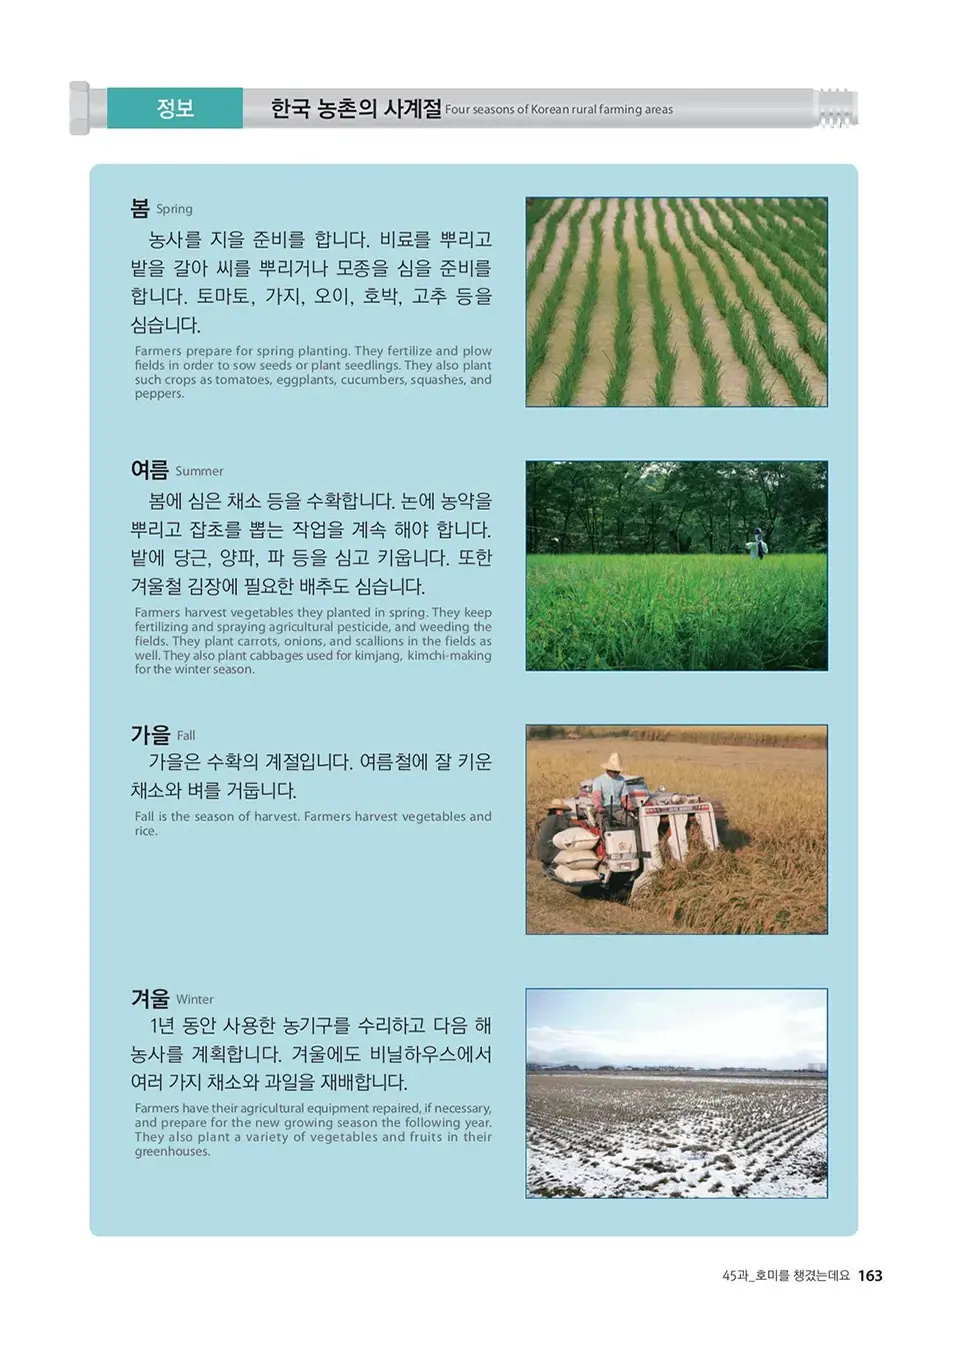 정보
한국 농촌의 사계절 Four seasons of Korean rural farming areas
봄 Spring
농사를 지을 준비를 합니다. 비료를 뿌리고
밭을 갈아 씨를 뿌리거나 모종을 심을 준비를
합니다. 토마토, 가지, 오이, 호박, 고추 등을
심습니다.
Farmers prepare for spring planting. They fertilize and plow
fields in order to sow seeds or plant seedlings. They also plant
such crops as tomatoes, eggplants, cucumbers, squashes, and
peppers.
여름 Summer
봄에 심은 채소 등을 수확합니다. 논에 농약을
뿌리고 잡초를 뽑는 작업을 계속 해야 합니다.
밭에 당근, 양파, 파 등을 심고 키웁니다. 또한
겨울철 김장에 필요한 배추도 심습니다.
Farmers harvest vegetables they planted in spring. They keep
fertilizing and spraying agricultural pesticide, and weeding the
fields. They plant carrots, onions, and scallions in the fields as
well. They also plant cabbages used for kimjang, kimchi-making
for the winter season.
가을 Fall
가을은 수확의 계절입니다. 여름철에 잘 키운
채소와 벼를 거둡니다.
Fall is the season of harvest. Farmers harvest vegetables and
rice.
겨울 Winter
1년 동안 사용한 농기구를 수리하고 다음 해
농사를 계획합니다. 겨울에도 비닐하우스에서
여러 가지 채소와 과일을 재배합니다.
Farmers have their agricultural equipment repaired, if necessary,
and prepare for the new growing season the following year.
They also plant a variety of vegetables and fruits in their
greenhouses.
45과_호미를 챙겼는데요 163